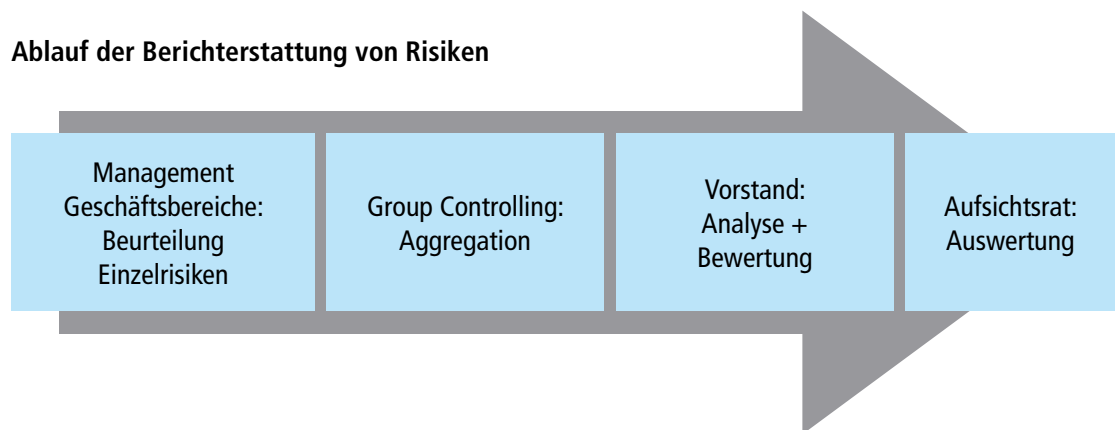 Ablauf der Berichterstattung von Risiken
Management
Geschäftsbereiche:
Beurteilung
Einzelrisiken
Group Controlling:
Aggregation
Vorstand:
Analyse +
Bewertung
Aufsichtsrat:
Auswertung